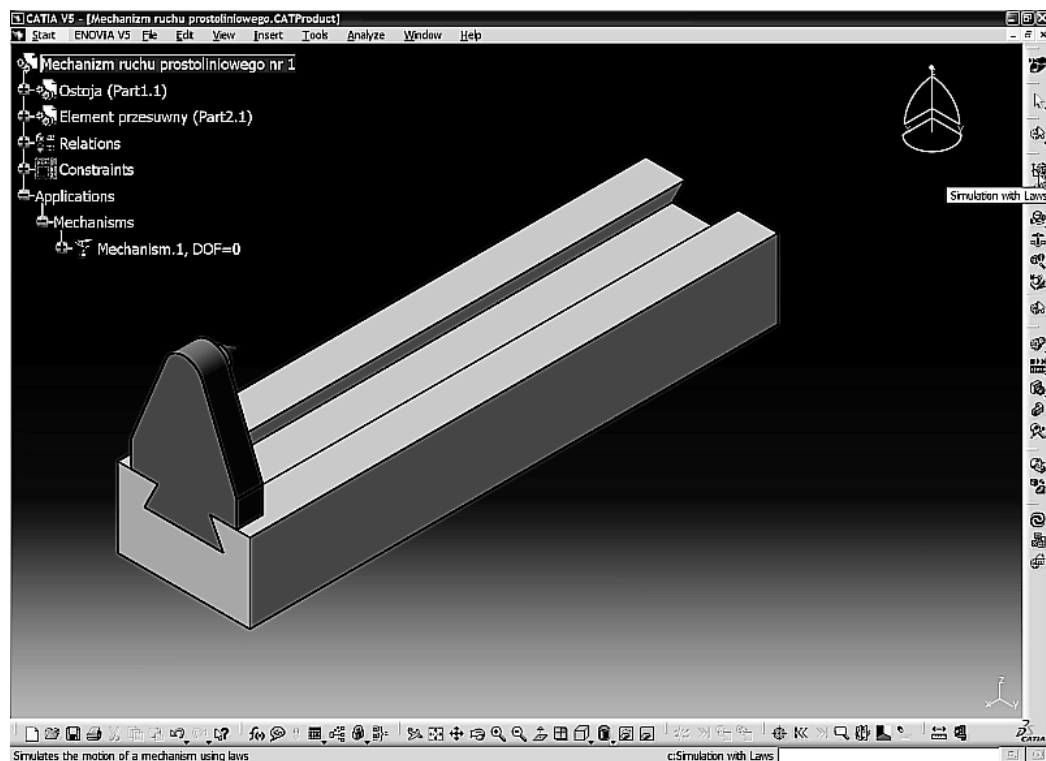 CATIA V5 - [Mechanizm ruchu prostoliniowego.CATProduct]
Start ENOVIA V5 File Edit View Insert Tools Analyze Window Help
Mechanizm ruchu prostoliniowego nr 1
Ostoja (Part1.1)
Element przesuwny (Part2.1)
Relations
Constraints
Applications
Mechanisms
Mechanism.1, DOF=0
Simulation with Laws
z
x y
CATIA
Simulates the motion of a mechanism using laws c:Simulation with Laws